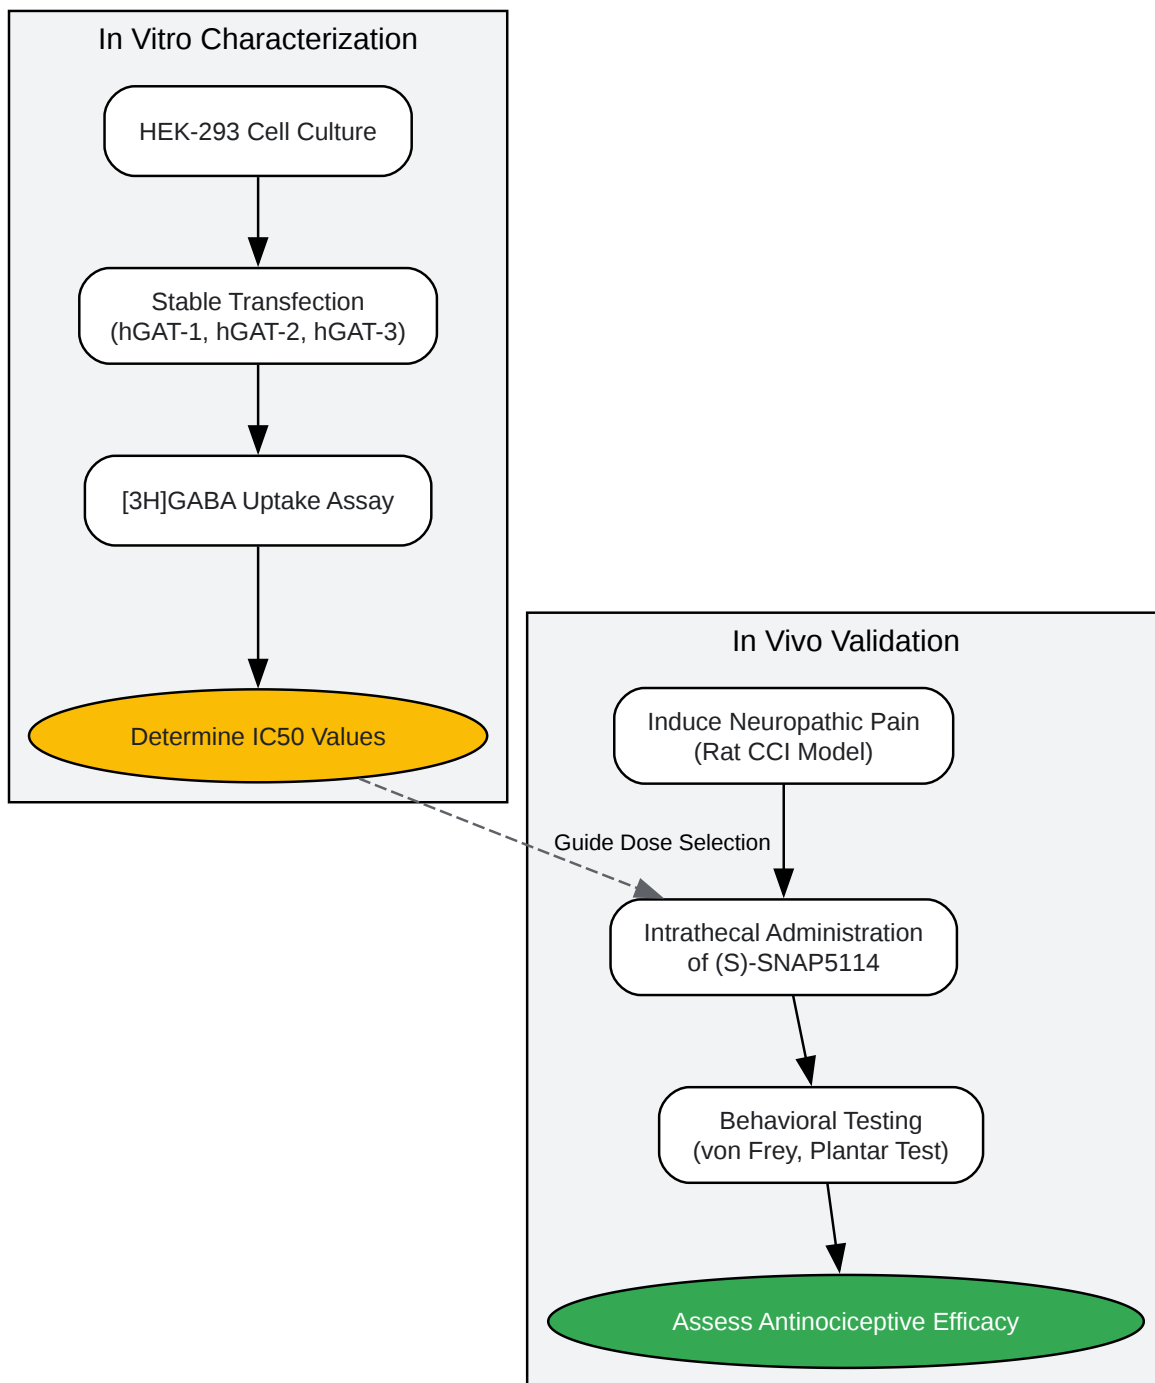 In Vitro Characterization
HEK-293 Cell Culture
Stable Transfection
(hGAT-1, hGAT-2, hGAT-3)
[3H]GABA Uptake Assay
Determine IC50 Values
Guide Dose Selection
In Vivo Validation
Induce Neuropathic Pain
(Rat CCI Model)
Intrathecal Administration
of (S)-SNAP5114
Behavioral Testing
(von Frey, Plantar Test)
Assess Antinociceptive Efficacy